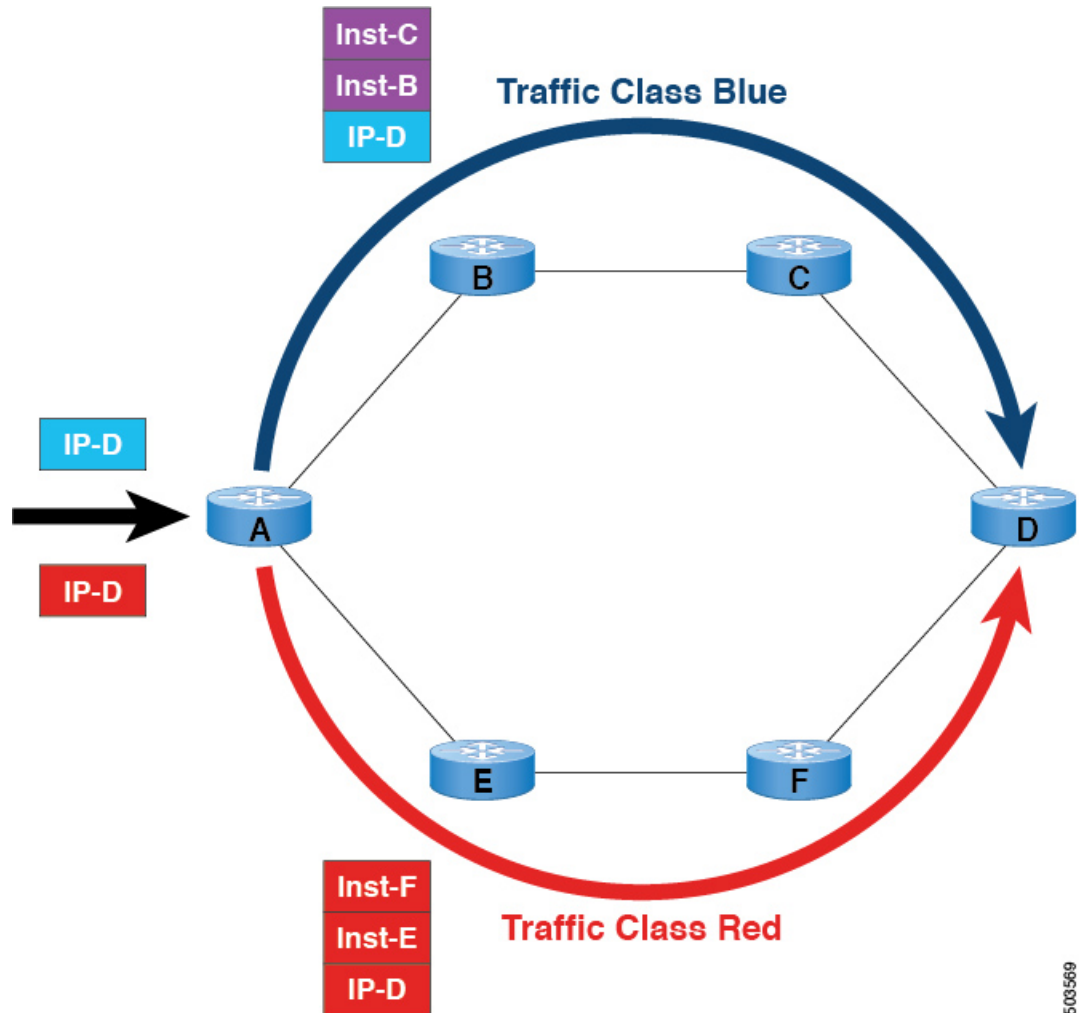 Inst-C
Inst-B
IP-D
Traffic Class Blue
B
C
IP-D
A
D
IP-D
E
F
Inst-F
Inst-E
IP-D
Traffic Class Red
503569